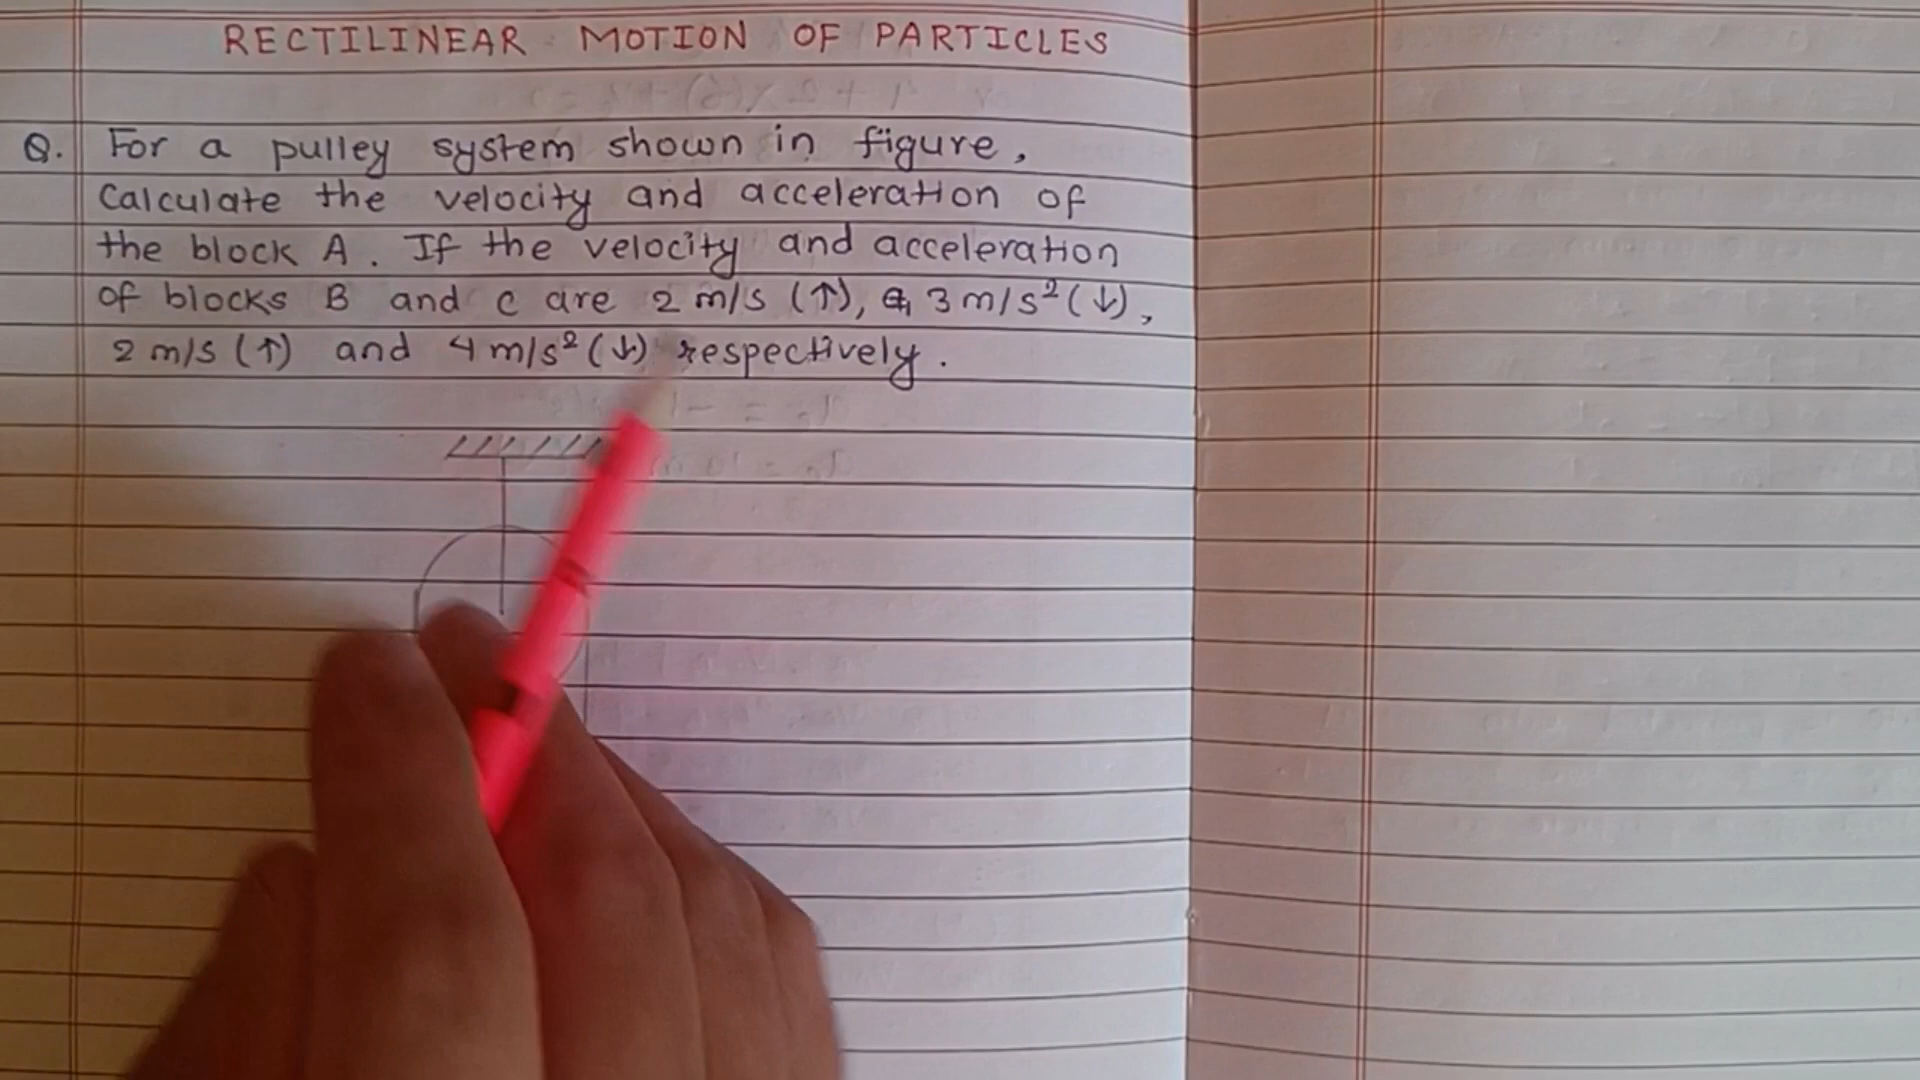 RECTILINEAR MOTION OF PARTICLES
Q. For a pulley system shown in figure,
Calculate the velocity and acceleration of
the block A. If the velocity and acceleration
of blocks B and C are 2 m/s (↑), 3 m/s² (↓),
2 m/s (↑) and 4 m/s² (↓) respectively.